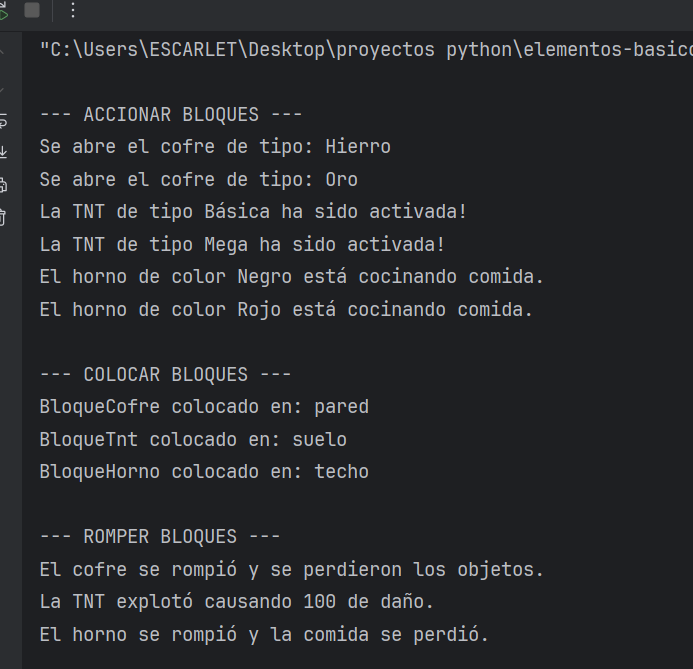 "C:\Users\ESCARLET\Desktop\proyectos python\elementos-basico
--- ACCIONAR BLOQUES ---
Se abre el cofre de tipo: Hierro
Se abre el cofre de tipo: Oro
La TNT de tipo Básica ha sido activada!
La TNT de tipo Mega ha sido activada!
El horno de color Negro está cocinando comida.
El horno de color Rojo está cocinando comida.
--- COLOCAR BLOQUES ---
BloqueCofre colocado en: pared
BloqueTnt colocado en: suelo
BloqueHorno colocado en: techo
--- ROMPER BLOQUES ---
El cofre se rompió y se perdieron los objetos.
La TNT explotó causando 100 de daño.
El horno se rompió y la comida se perdió.